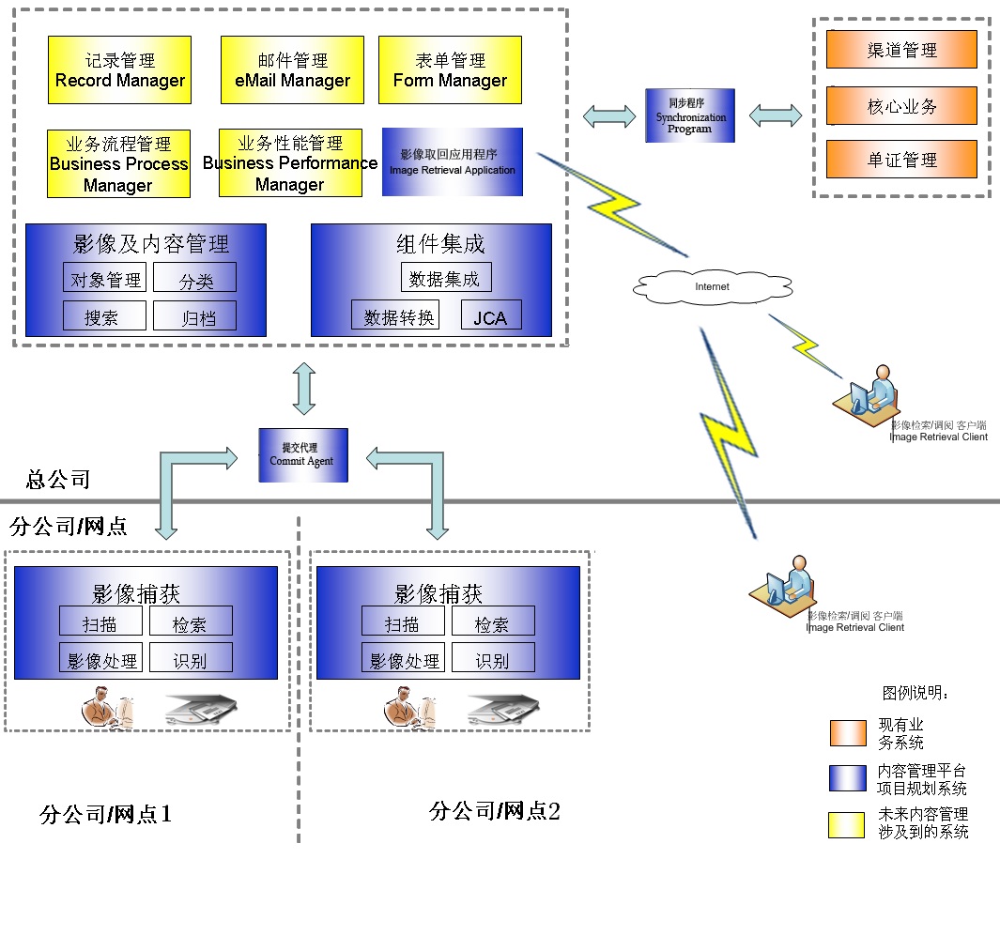 记录管理
Record Manager
邮件管理
eMail Manager
表单管理
Form Manager
业务流程管理
Business Process
Manager
业务性能管理
Business Performance
Manager
影像取回应用程序
Image Retrieval Application
影像及内容管理
对象管理
分类
搜索
归档
组件集成
数据集成
数据转换
JCA
同步程序
Synchronization
Program
渠道管理
核心业务
单证管理
Internet
影像检索/调阅 客户端
Image Retrieval Client
提交代理
Commit Agent
总公司
分公司/网点
影像捕获
扫描
检索
影像处理
识别
影像捕获
扫描
检索
影像处理
识别
影像检索/调阅 客户端
Image Retrieval Client
分公司/网点1
分公司/网点2
图例说明：
现有业
务系统
内容管理平台
项目规划系统
未来内容管理
涉及到的系统